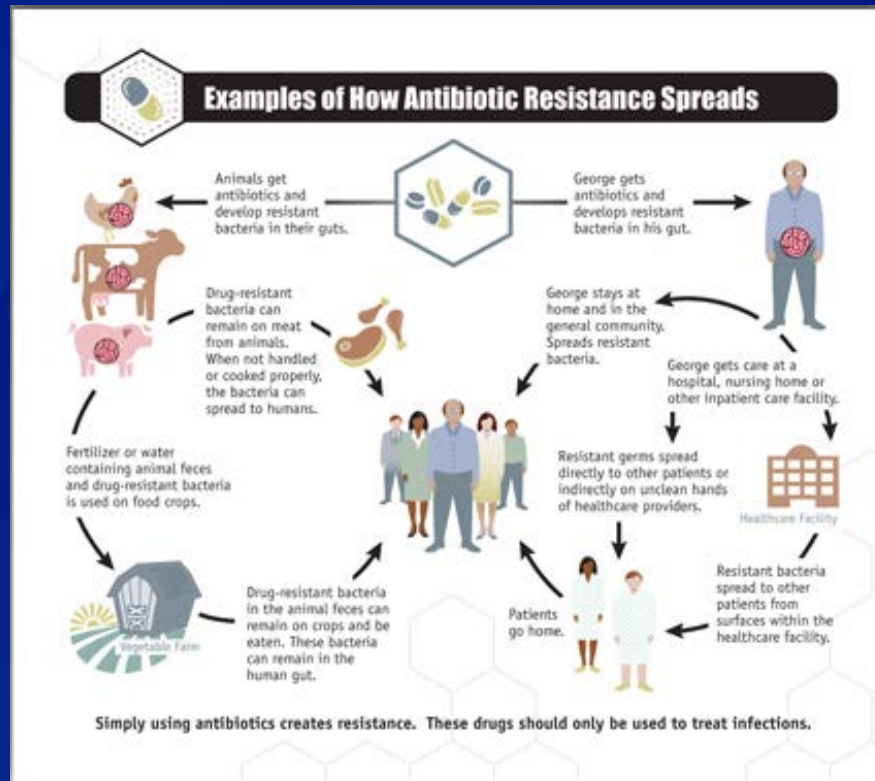 Examples of How Antibiotic Resistance Spreads
Animals get
antibiotics and
develop resistant
bacteria in their guts.
George gets
antibiotics and
develops resistant
bacteria in his gut.
Drug-resistant
bacteria can
remain on meat
from animals.
When not handled
or cooked properly,
the bacteria can
spread to humans.
George stays at
home and in the
general community.
Spreads resistant
bacteria.
George gets care at a
hospital, nursing home or
other inpatient care facility.
Fertilizer or water
containing animal feces
and drug-resistant bacteria
is used on food crops.
Resistant germs spread
directly to other patients or
indirectly on unclean hands
of healthcare providers.
Healthcare Facility
Vegetable Farm
Drug-resistant bacteria
in the animal feces can
remain on crops and be
eaten. These bacteria
can remain in the
human gut.
Patients
go home.
Resistant bacteria
spread to other
patients from
surfaces within the
healthcare facility.
Simply using antibiotics creates resistance. These drugs should only be used to treat infections.